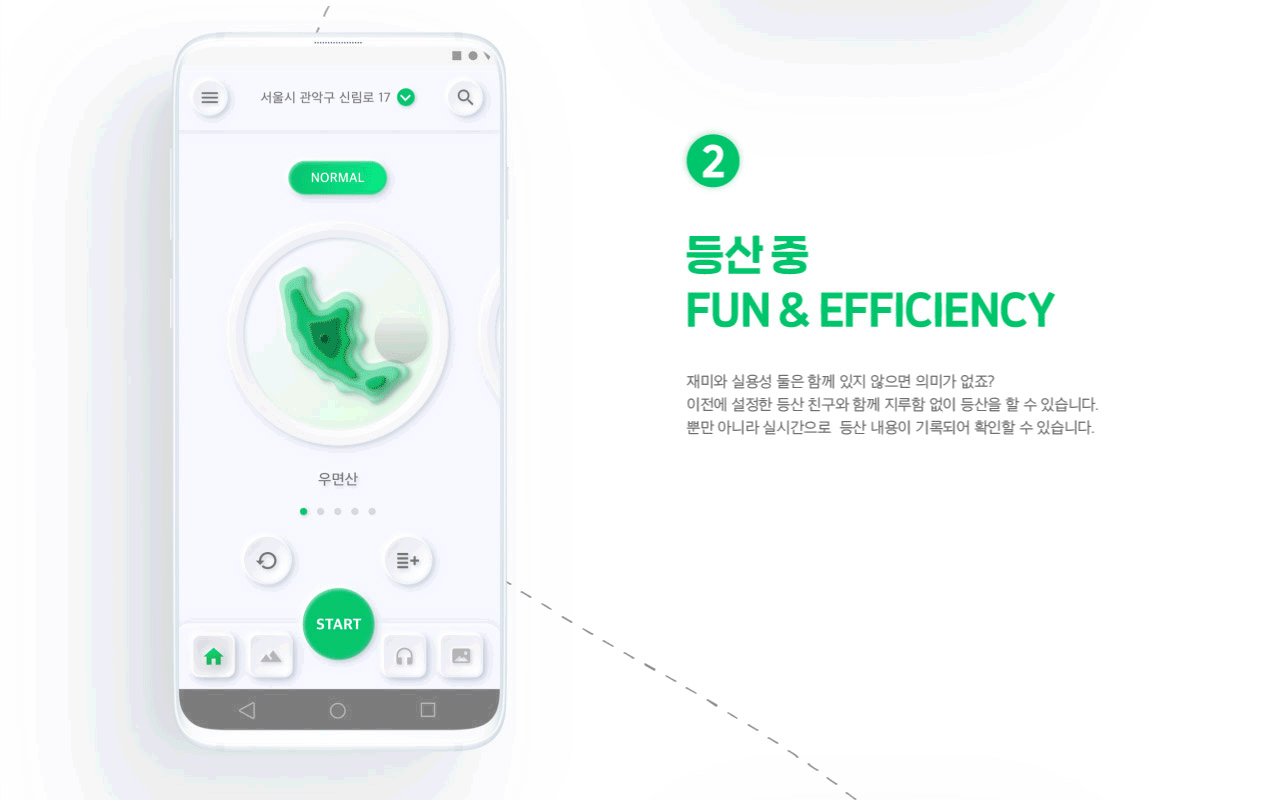 서울시 관악구 신림로 17
NORMAL
우면산
START
2
등산 중
FUN & EFFICIENCY
재미와 실용성 둘은 함께 있지 않으면 의미가 없죠?
이전에 설정한 등산 친구와 함께 지루함 없이 등산을 할 수 있습니다.
뿐만 아니라 실시간으로  등산 내용이 기록되어 확인할 수 있습니다.